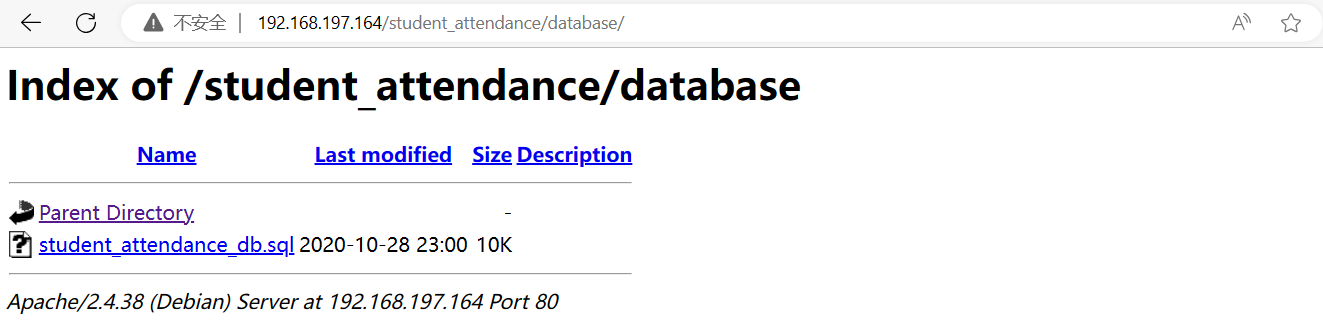 不安全 | 192.168.197.164/student_attendance/database/ A
Index of /student_attendance/database
Name Last modified Size Description
Parent Directory -
? student_attendance_db.sql 2020-10-28 23:00 10K
Apache/2.4.38 (Debian) Server at 192.168.197.164 Port 80